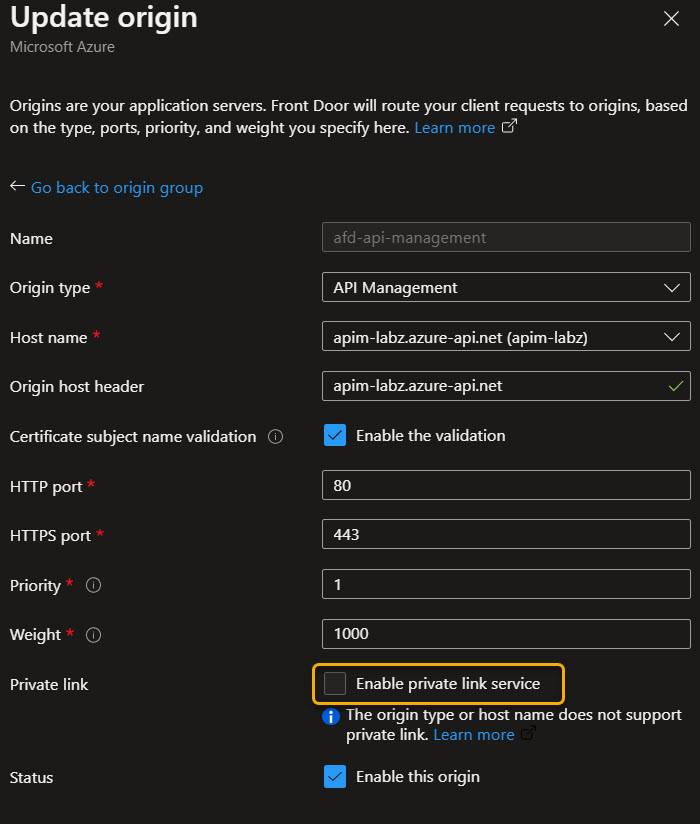 Update origin
Microsoft Azure
Origins are your application servers. Front Door will route your client requests to origins, based
on the type, ports, priority, and weight you specify here. Learn more
← Go back to origin group
Name afd-api-management
Origin type * API Management
Host name * apim-labz.azure-api.net (apim-labz)
Origin host header apim-labz.azure-api.net
Certificate subject name validation Enable the validation
HTTP port * 80
HTTPS port * 443
Priority * 1
Weight * 1000
Private link Enable private link service
The origin type or host name does not support
private link. Learn more
Status Enable this origin